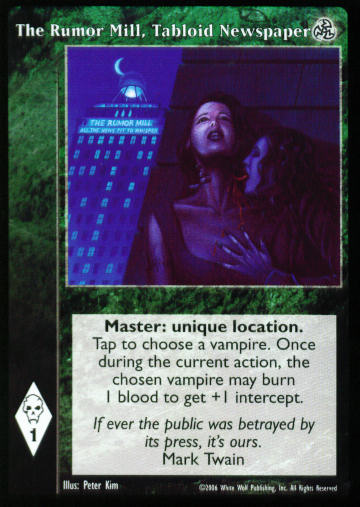 The Rumor Mill, Tabloid Newspaper
THE RUMOR MILL
ALL THE NEWS FIT TO WHISPER
Master: unique location.
Tap to choose a vampire. Once
during the current action, the
chosen vampire may burn
1 blood to get +1 intercept.
If ever the public was betrayed by
its press, it's ours.
Mark Twain
1
Illus: Peter Kim
©2006 White Wolf Publishing, Inc. All Rights Reserved